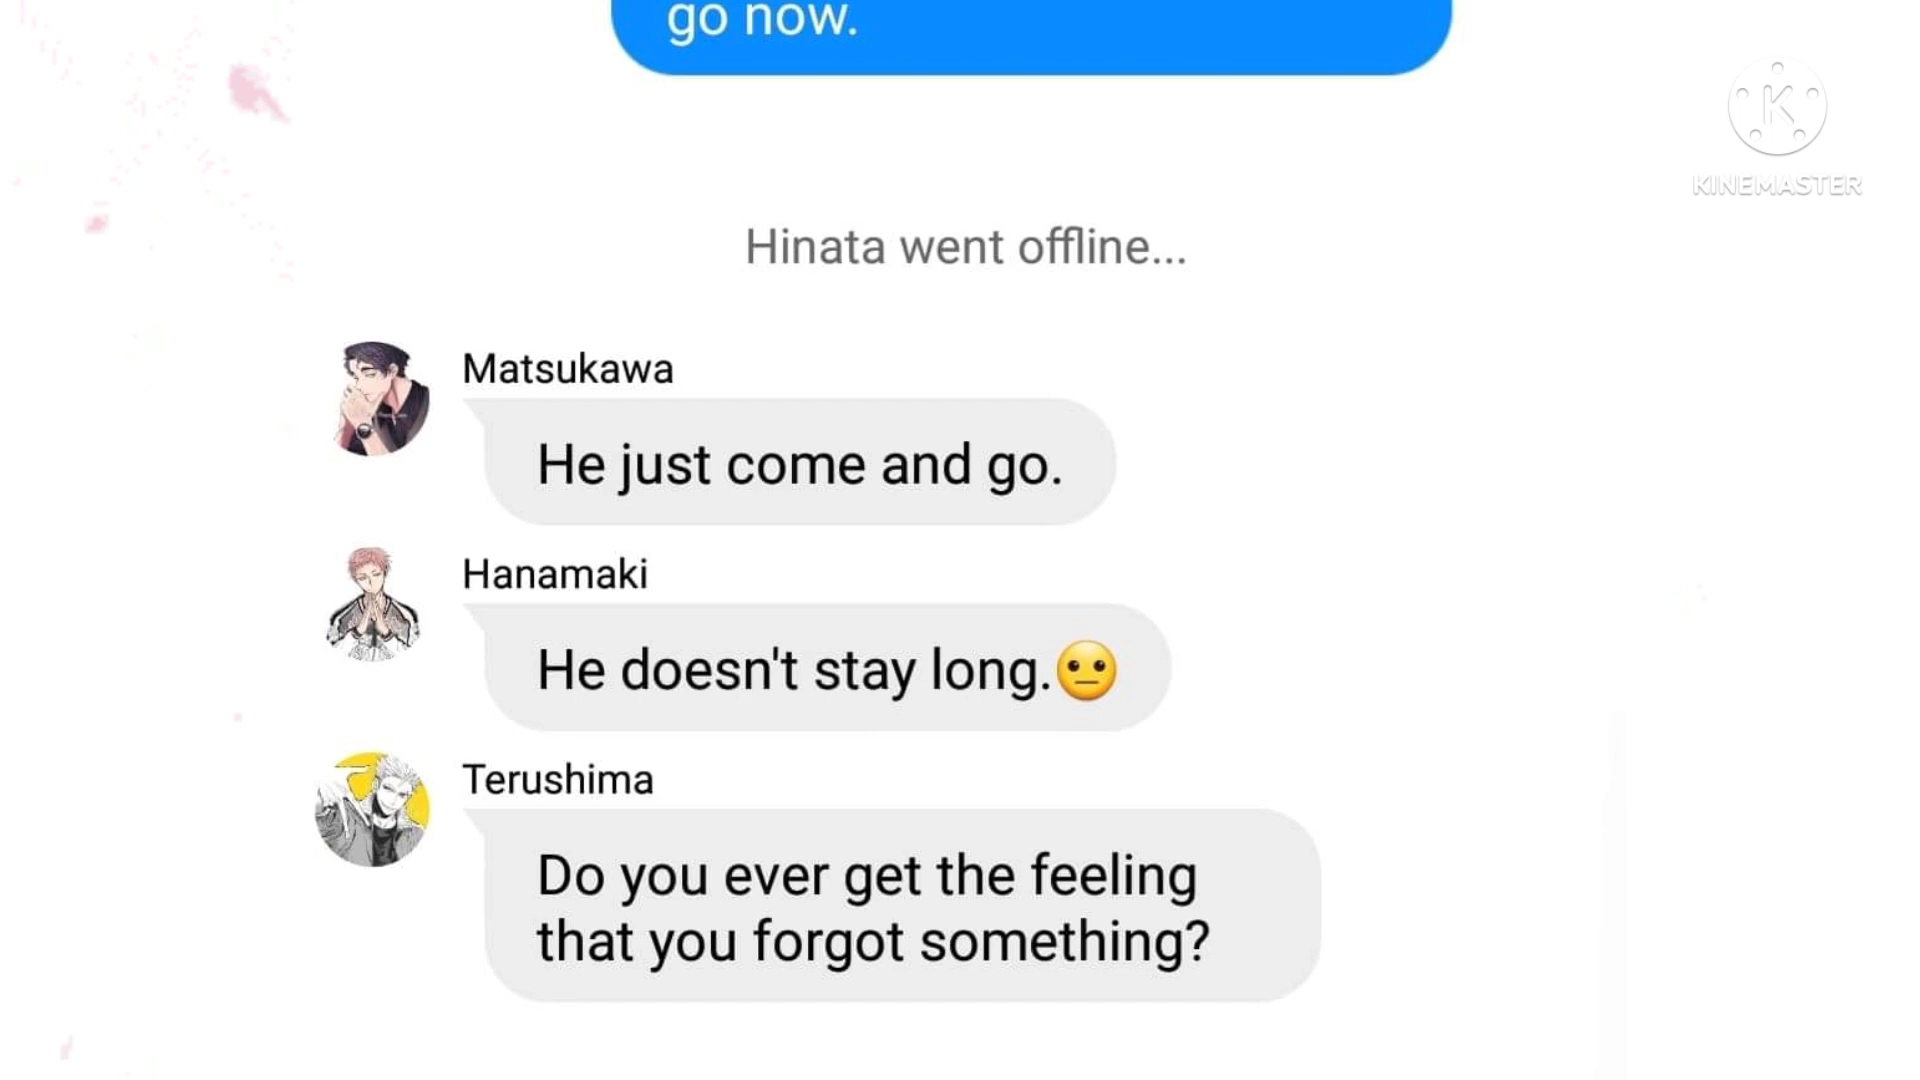 go now.
K
KINEMASTER
Hinata went offline...
Matsukawa
He just come and go.
Hanamaki
He doesn't stay long.😐
Terushima
Do you ever get the feeling
that you forgot something?